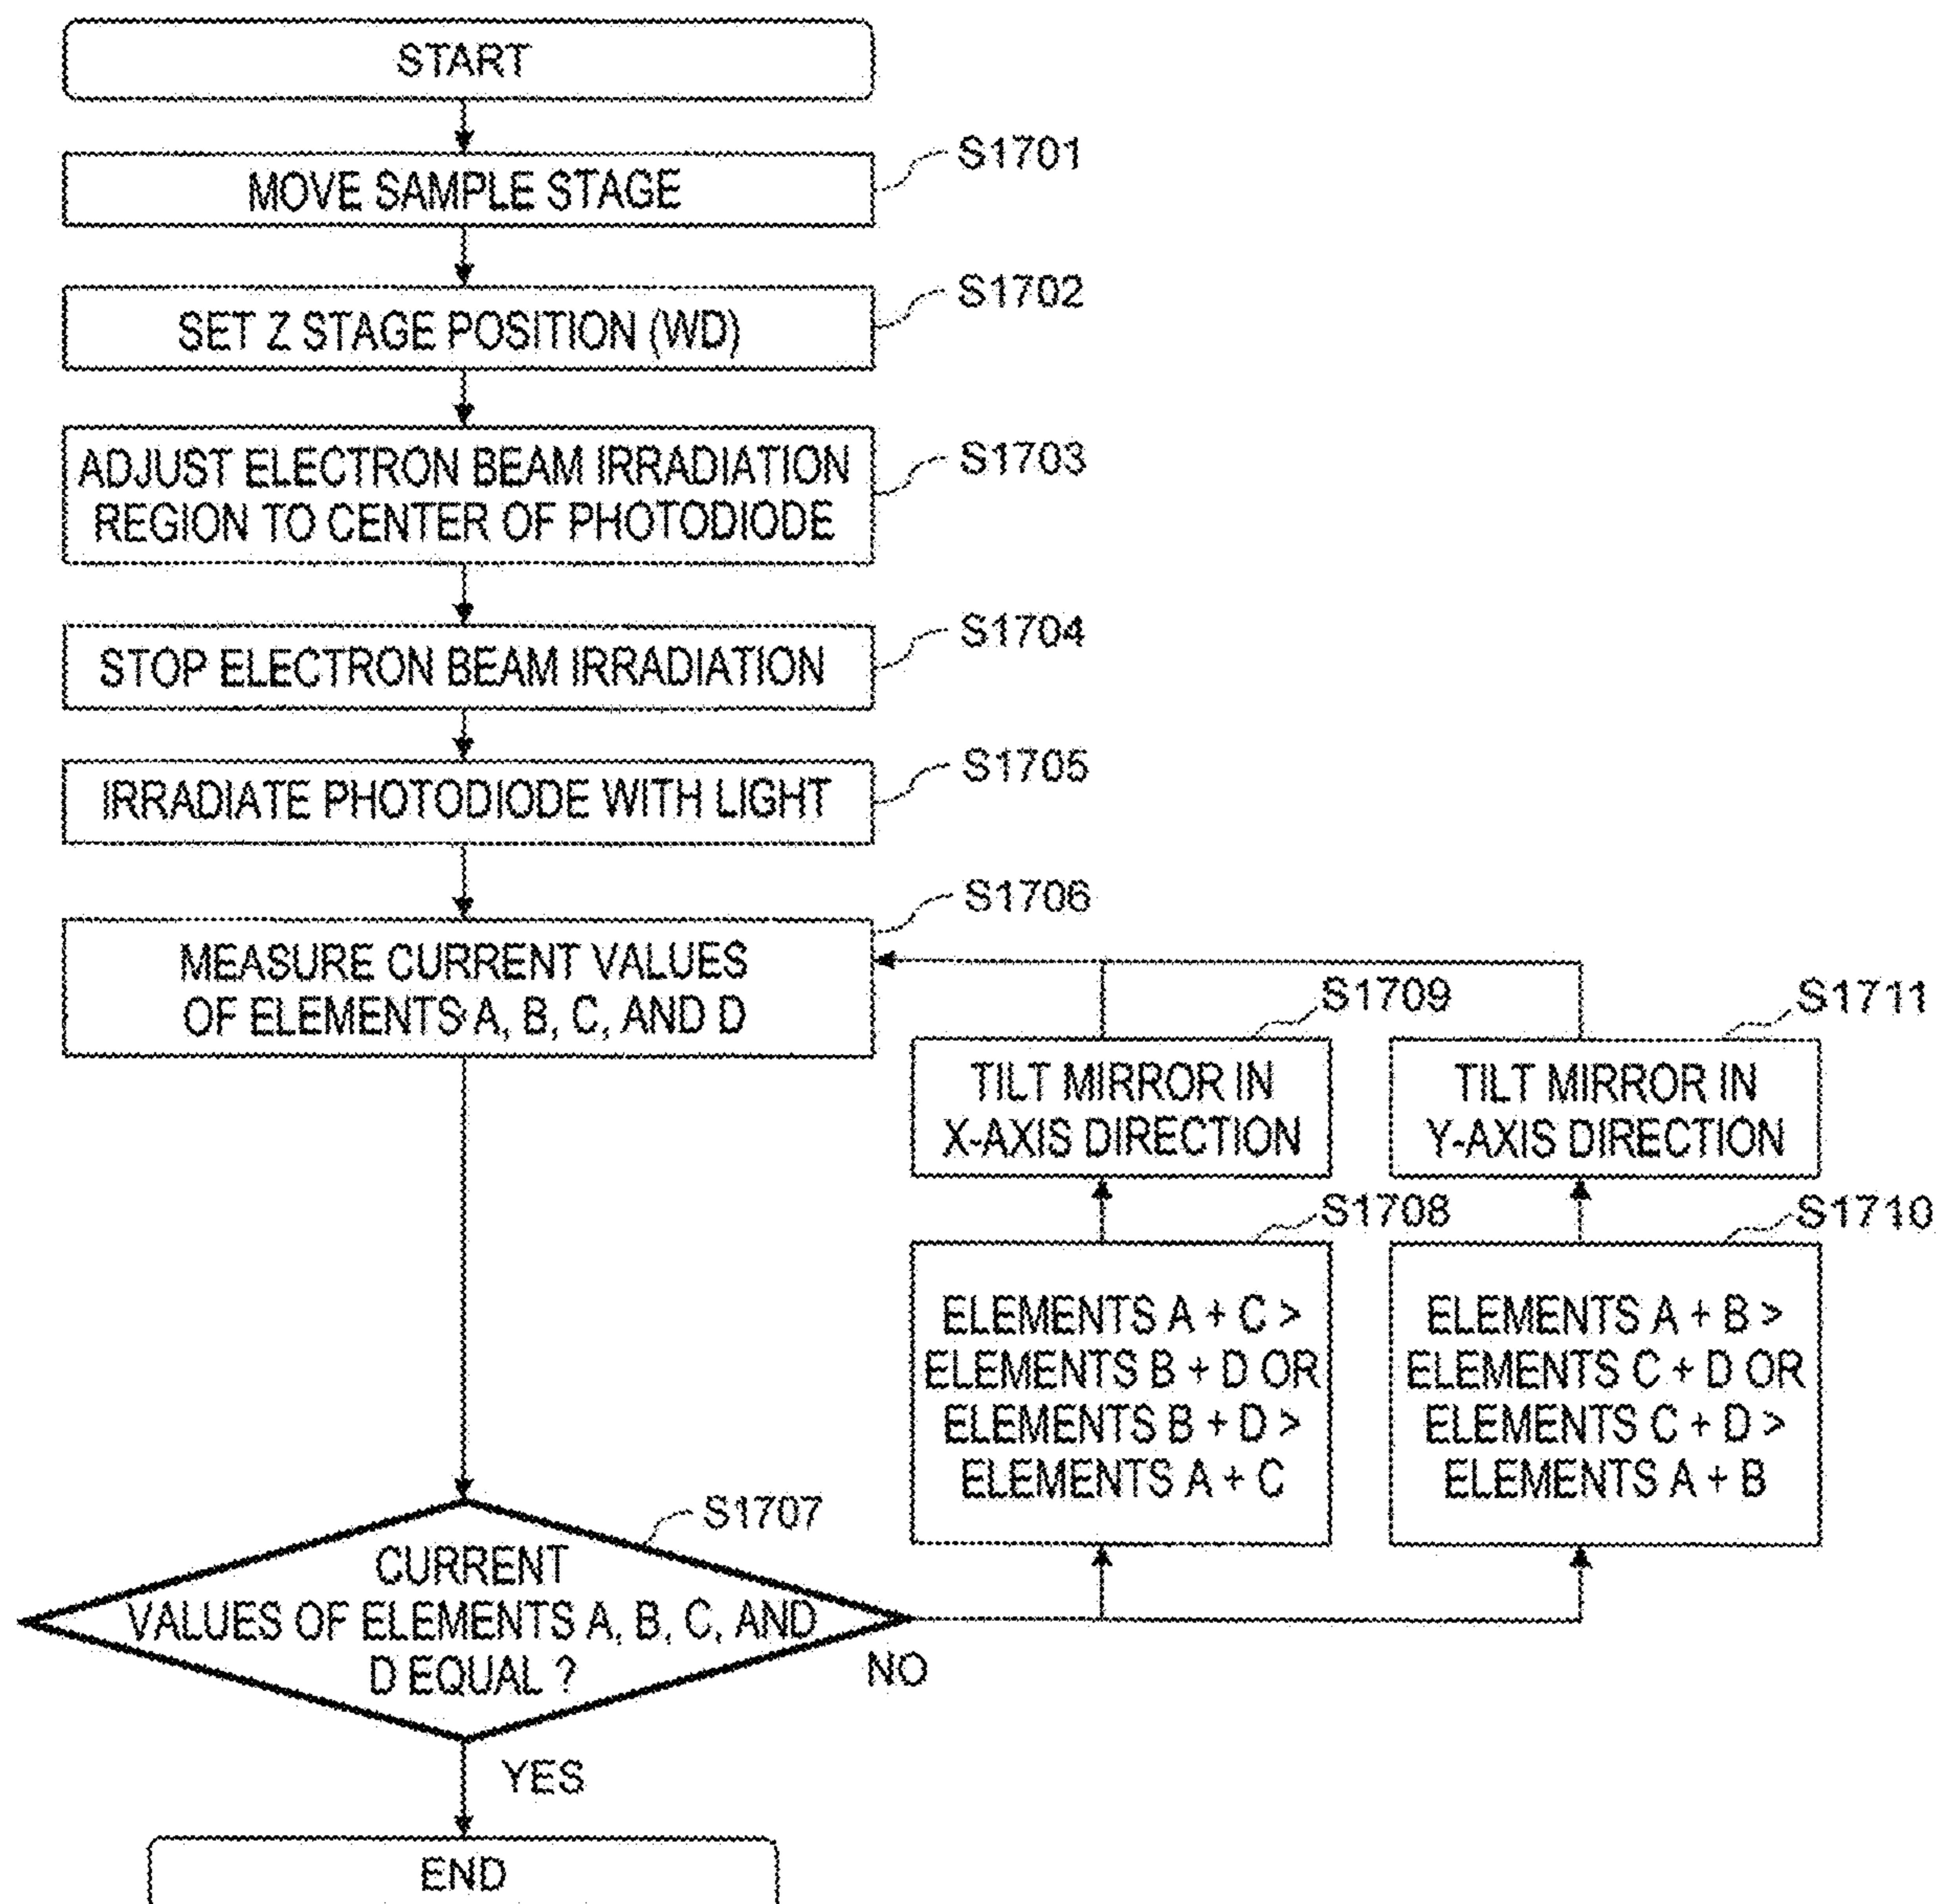 START
MOVE SAMPLE STAGE
S1701
SET Z STAGE POSITION (WD)
S1702
ADJUST ELECTRON BEAM IRRADIATION
REGION TO CENTER OF PHOTODIODE
S1703
STOP ELECTRON BEAM IRRADIATION
S1704
IRRADIATE PHOTODIODE WITH LIGHT
S1705
MEASURE CURRENT VALUES
OF ELEMENTS A, B, C, AND D
S1706
S1709
TILT MIRROR IN
X-AXIS DIRECTION
S1711
TILT MIRROR IN
Y-AXIS DIRECTION
S1708
ELEMENTS A + C >
ELEMENTS B + D OR
ELEMENTS B + D >
ELEMENTS A + C
S1710
ELEMENTS A + B >
ELEMENTS C + D OR
ELEMENTS C + D >
ELEMENTS A + B
S1707
CURRENT
VALUES OF ELEMENTS A, B, C, AND
D EQUAL ?
NO
YES
END